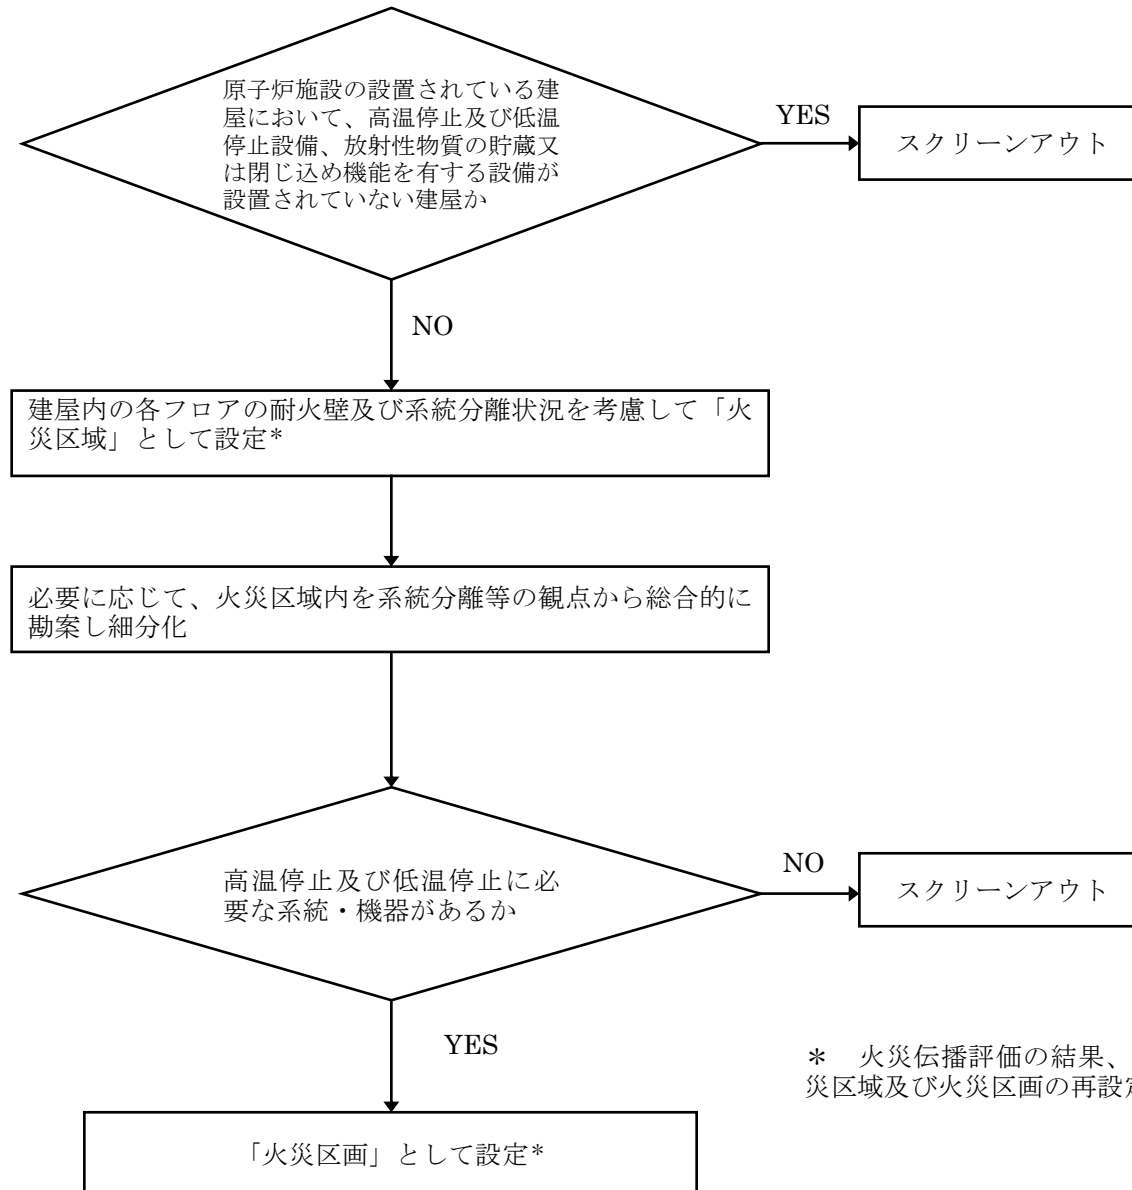 原子炉施設の設置されている建
屋において、高温停止及び低温
停止設備、放射性物質の貯蔵又
は閉じ込め機能を有する設備が
設置されていない建屋か
YES
スクリーンアウト
NO
建屋内の各フロアの耐火壁及び系統分離状況を考慮して「火
災区域」として設定*
必要に応じて、火災区域内を系統分離等の観点から総合的に
勘案し細分化
高温停止及び低温停止に必
要な系統・機器があるか
NO
スクリーンアウト
YES
＊　火災伝播評価の結果、
災区域及び火災区画の再設
「火災区画」として設定*